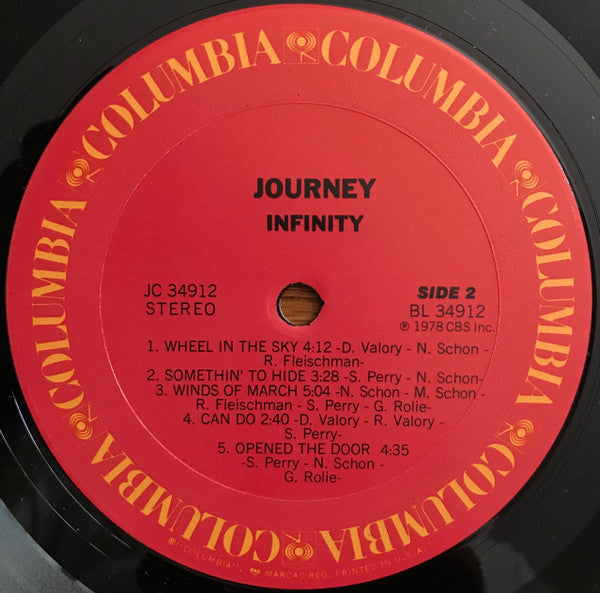 COLUMBIA COLUMBIA COLUMBIA COLUMBIA COLUMBIA COLUMBIA COLUMBIA COLUMBIA
JOURNEY
INFINITY
JC 34912
STEREO
SIDE 2
BL 34912
℗ 1978 CBS Inc.
1. WHEEL IN THE SKY 4:12 -D. Valory - N. Schon -
R. Fleischman-
2. SOMETHIN' TO HIDE 3:28 -S. Perry - N. Schon-
3. WINDS OF MARCH 5:04 -N. Schon - M. Schon -
R. Fleischman - S. Perry - G. Rolie-
4. CAN DO 2:40 -D. Valory - R. Valory -
S. Perry-
5. OPENED THE DOOR 4:35
-S. Perry - N. Schon -
G. Rolie-
"COLUMBIA", MARCAS REG. PRINTED IN U.S.A.